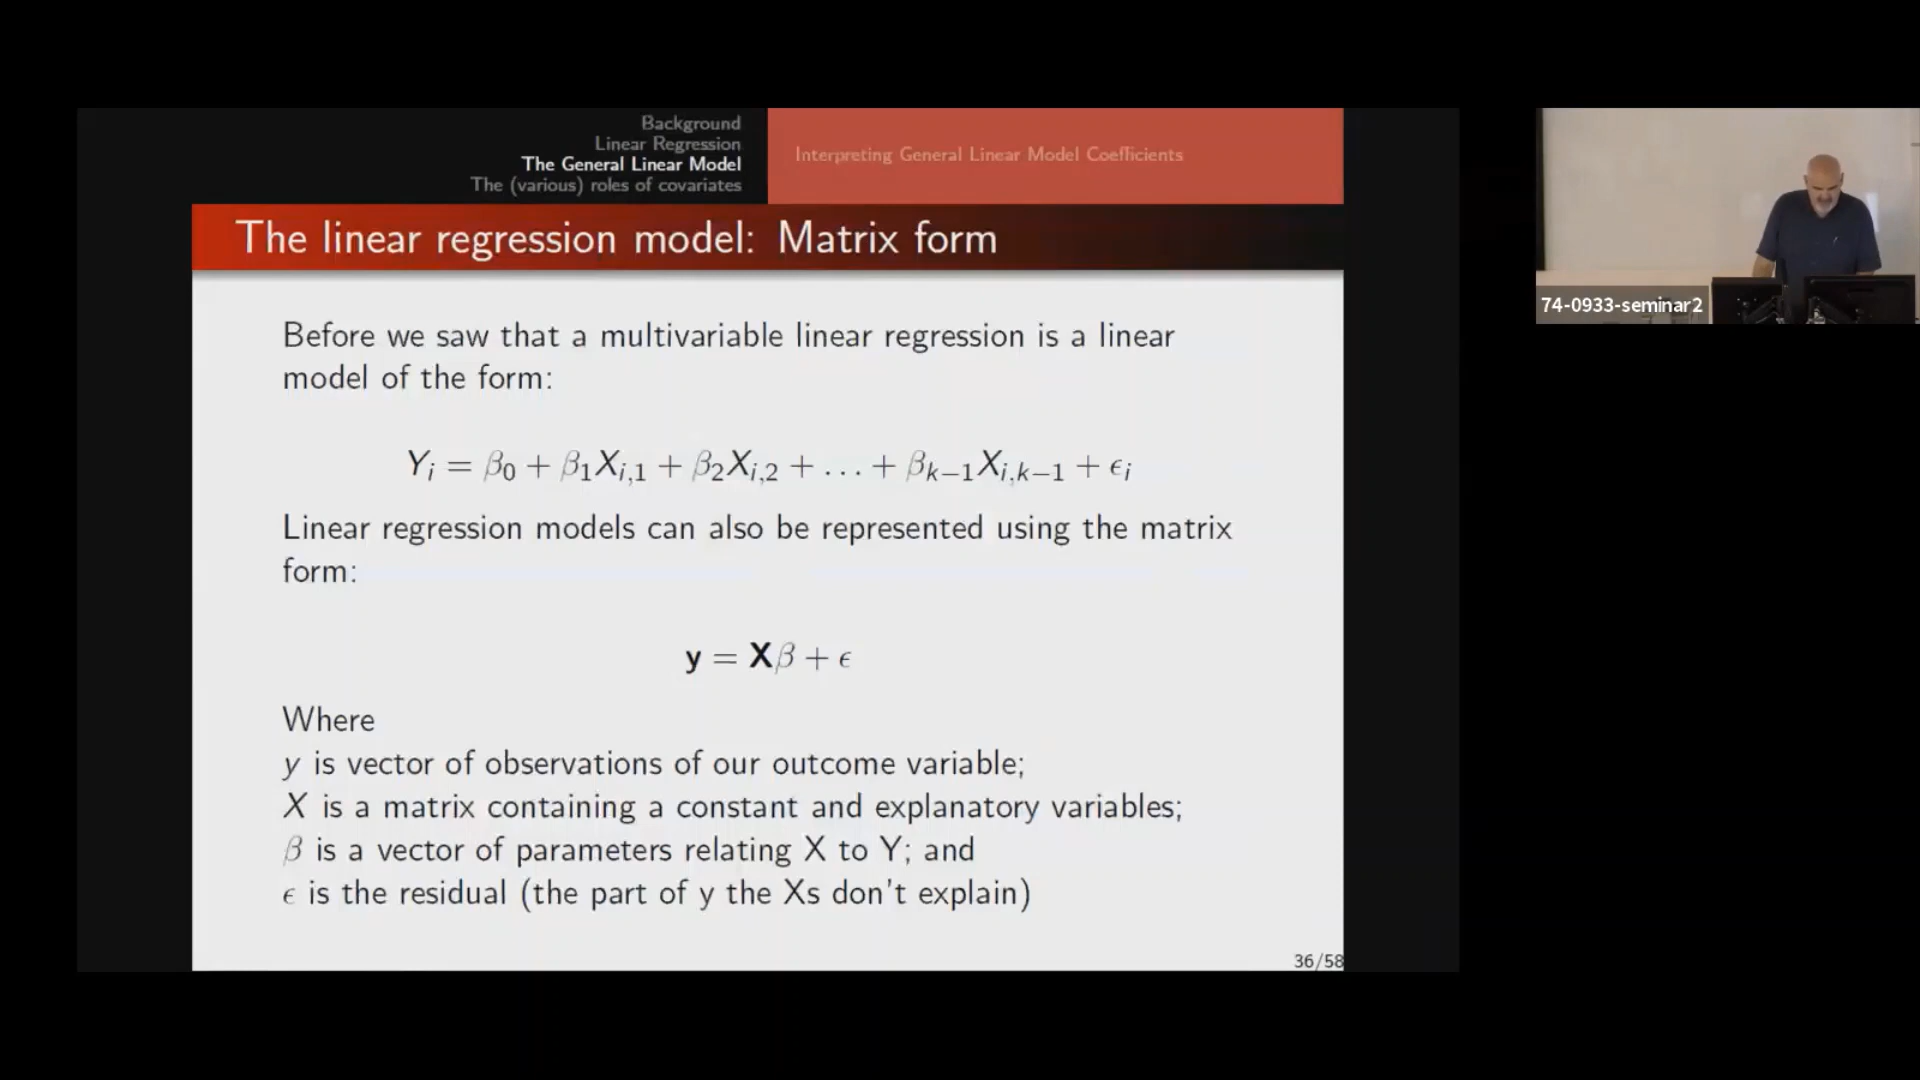 Background
Linear Regression
The General Linear Model
The (various) roles of covariates
Interpreting General Linear Model Coefficients
The linear regression model: Matrix form
Before we saw that a multivariable linear regression is a linear
model of the form:
Yᵢ = β₀ + β₁Xᵢ,₁ + β₂Xᵢ,₂ + … + βₖ₋₁Xᵢ,ₖ₋₁ + ϵᵢ
Linear regression models can also be represented using the matrix
form:
y = Xβ + ϵ
Where
y is vector of observations of our outcome variable;
X is a matrix containing a constant and explanatory variables;
β is a vector of parameters relating X to Y; and
ϵ is the residual (the part of y the Xs don't explain)
36/58
74-0933-seminar2